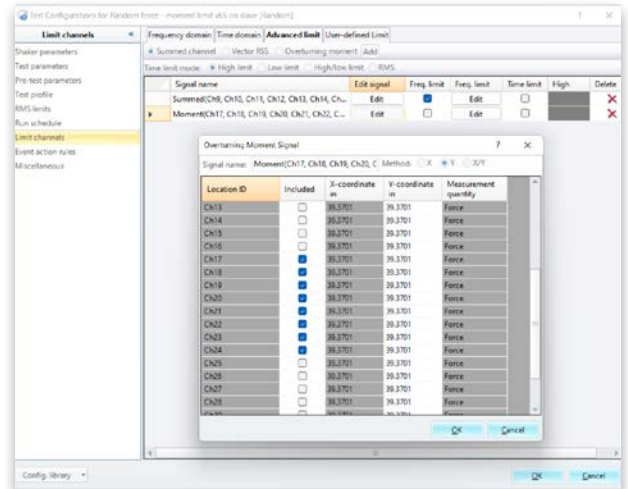 Test Configurations for Random force - moment limit v65 no slave [Random] ? ×
Limit channels «
Shaker parameters
Test parameters
Pre-test parameters
Test profile
RMS limits
Run schedule
Limit channels
Event action rules
Miscellaneous
Frequency domain Time domain Advanced limit User-defined Limit
Summed channel Vector RSS Overturning moment Add
Time limit mode: High limit Low limit High/low limit RMS
Signal name Edit signal Freq. limit Freq. limit Time limit High Delete
Summed(Ch9, Ch10, Ch11, Ch12, Ch13, Ch14, Ch... Edit Edit
Moment(Ch17, Ch18, Ch19, Ch20, Ch21, Ch22, C... Edit Edit
Overturning Moment Signal ? ×
Signal name: Moment(Ch17, Ch18, Ch19, Ch20, C Method: X Y X/Y
Location ID Included X-coordinate in Y-coordinate in Measurement quantity
Ch13 39.3701 39.3701 Force
Ch14 39.3701 39.3701 Force
Ch15 39.3701 39.3701 Force
Ch16 39.3701 39.3701 Force
Ch17 39.3701 39.3701 Force
Ch18 39.3701 39.3701 Force
Ch19 39.3701 39.3701 Force
Ch20 39.3701 39.3701 Force
Ch21 39.3701 39.3701 Force
Ch22 39.3701 39.3701 Force
Ch23 39.3701 39.3701 Force
Ch24 39.3701 39.3701 Force
Ch25 39.3701 39.3701 Force
Ch26 39.3701 39.3701 Force
Ch27 39.3701 39.3701 Force
Ch28 39.3701 39.3701 Force
OK Cancel
Config. library OK Cancel